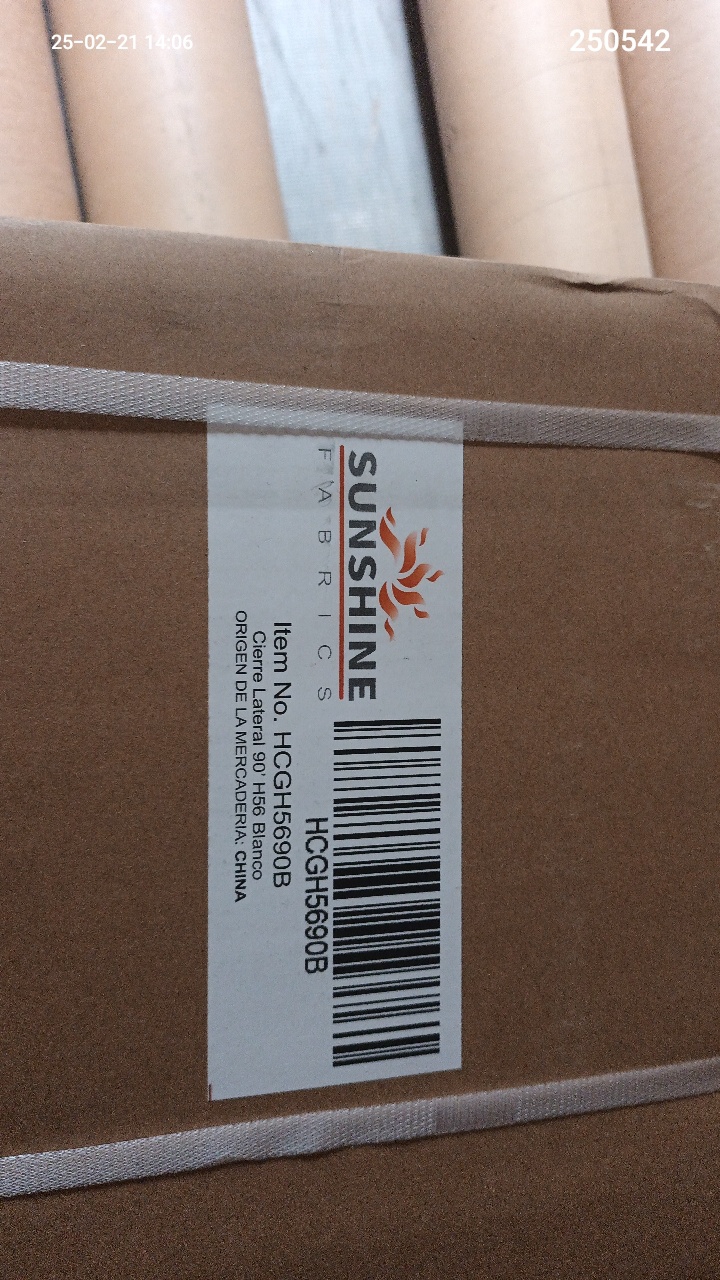 25-02-21 14:06
250542
SUNSHINE
FABRICS
HCGH5690B
Item No. HCGH5690B
Cierre Lateral 90' H56 Blanco
ORIGEN DE LA MERCADERIA: CHINA